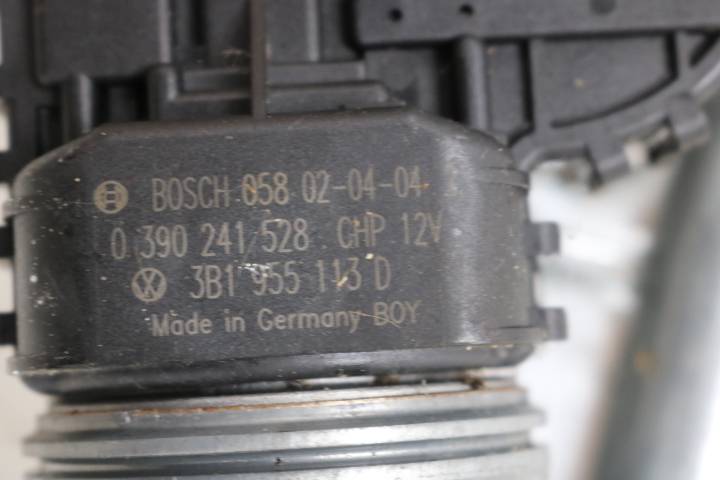 BOSCH 058 02-04-04
0 390 241 528 CHP 12V
3B1 955 113 D
Made in Germany BOY